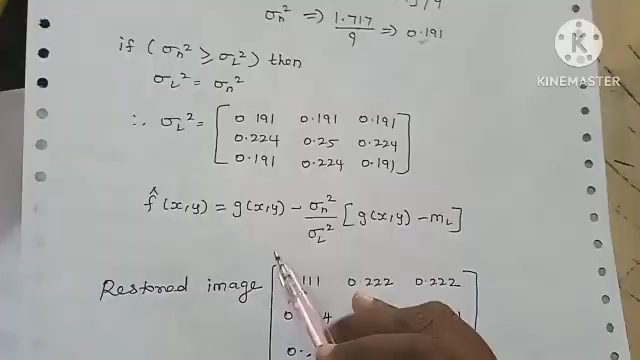 σn² => 1.717/9 => 0.191
if (σn² ≥ σL²) then
σL² = σn²
∴ σL² = [ 0 191 0.191 0.191
0.224 0.25 0.224
0.191 0.224 0.191 ]
f̂(x,y) = g(x,y) - σn²/σL² [g(x,y) - mL]
Restored image [ 111 0.222 0.222
KINEMASTER